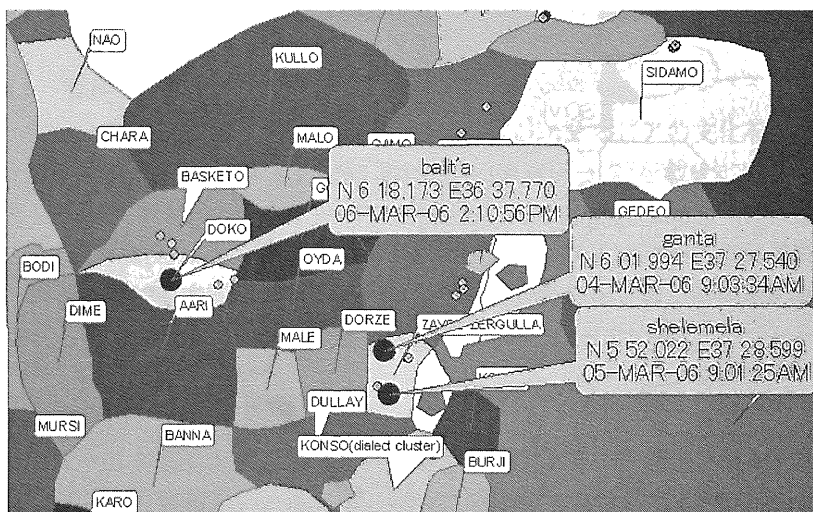 NAO
KULLO
SIDAMO
CHARA
MALO
GAMO
balt'a
N 6 18.173 E36 37.770
06-MAR-06 2:10:56PM
BASKETO
DOKO
GEDEO
ganta
N 6 01.994 E37 27.540
04-MAR-06 9:03:34AM
OYDA
BODI
AARI
DIME
DORZE
ZAYSE ZERGULLA
shelemela
N 5 52.022 E37 28.599
05-MAR-06 9:01:25AM
MALE
DULLAY
MURSI
BANNA
KONSO(dialect cluster)
BURJI
KARO